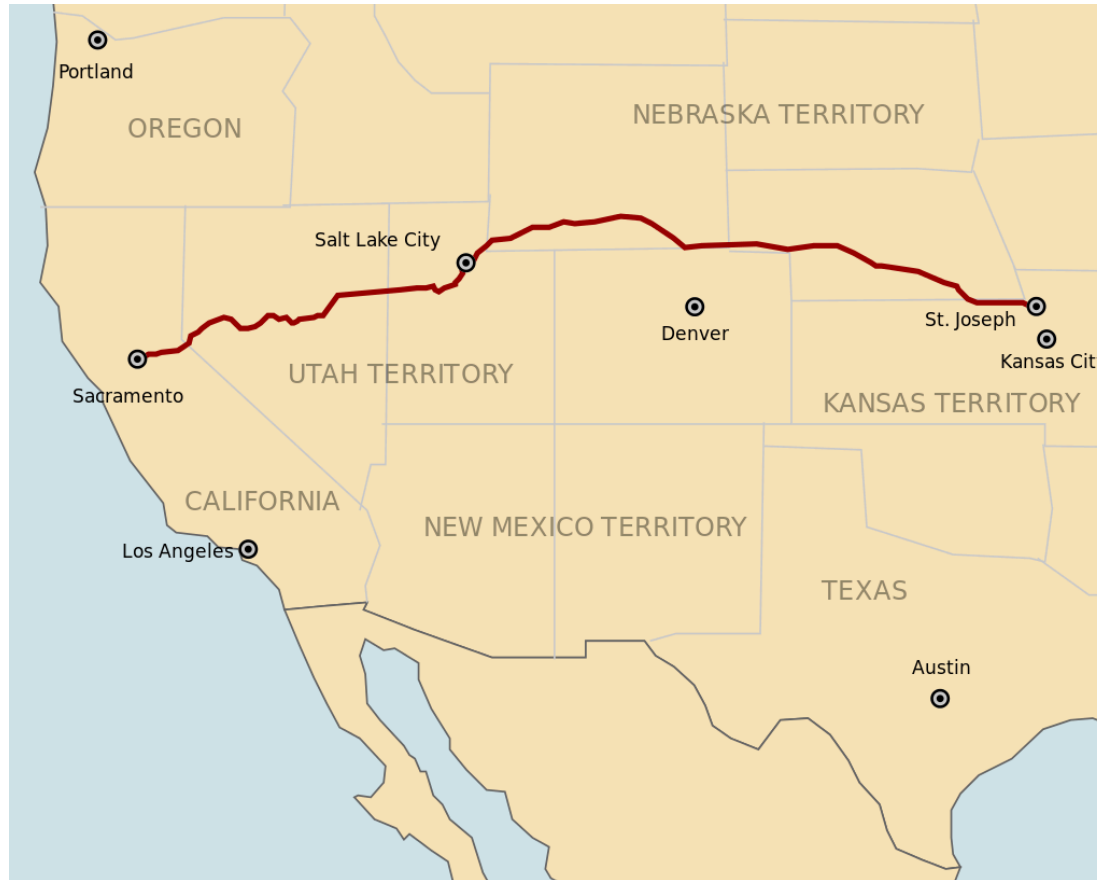 Portland
OREGON
NEBRASKA TERRITORY
Salt Lake City
St. Joseph
Denver
Kansas Cit
UTAH TERRITORY
Sacramento
KANSAS TERRITORY
CALIFORNIA
NEW MEXICO TERRITORY
Los Angeles
TEXAS
Austin